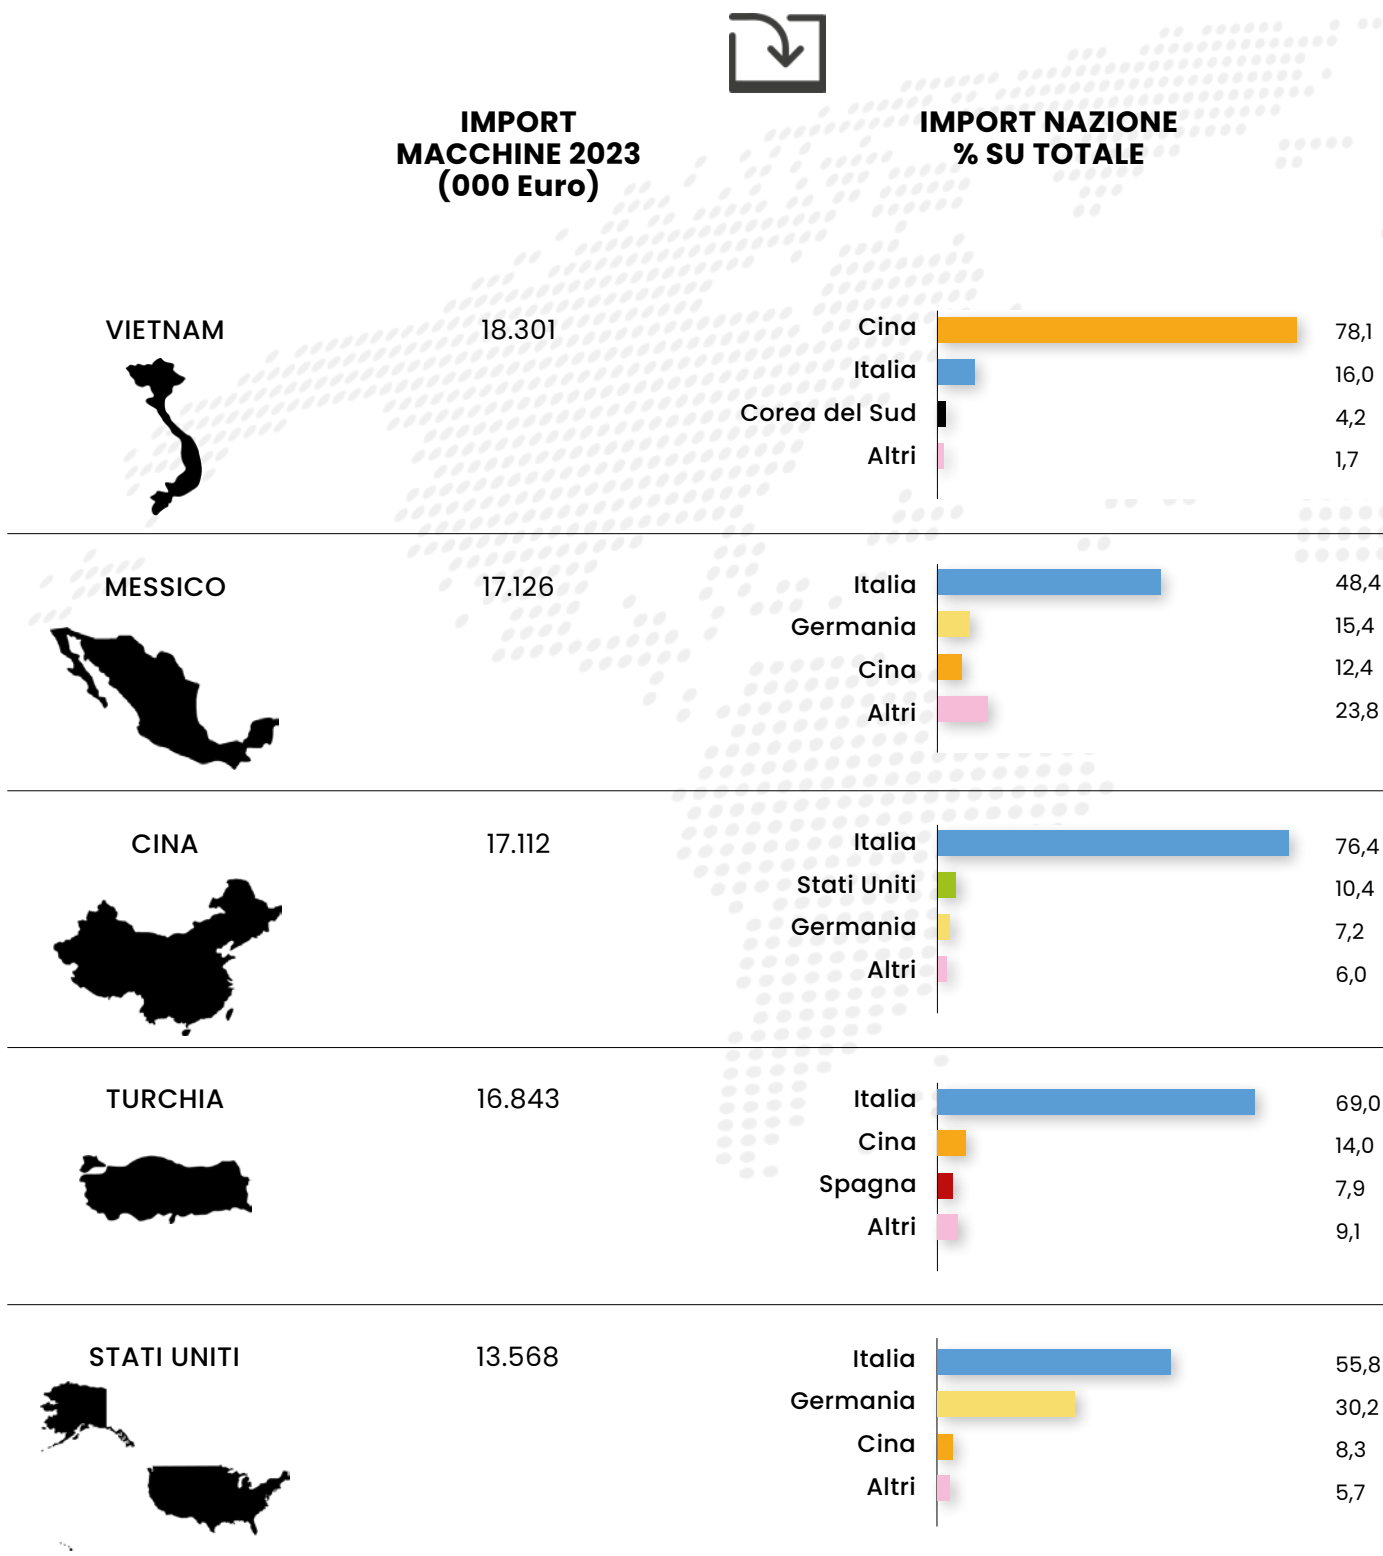 IMPORT
MACCHINE 2023
(000 Euro)
IMPORT NAZIONE
% SU TOTALE
VIETNAM
18.301
Cina 78,1
Italia 16,0
Corea del Sud 4,2
Altri 1,7
MESSICO
17.126
Italia 48,4
Germania 15,4
Cina 12,4
Altri 23,8
CINA
17.112
Italia 76,4
Stati Uniti 10,4
Germania 7,2
Altri 6,0
TURCHIA
16.843
Italia 69,0
Cina 14,0
Spagna 7,9
Altri 9,1
STATI UNITI
13.568
Italia 55,8
Germania 30,2
Cina 8,3
Altri 5,7